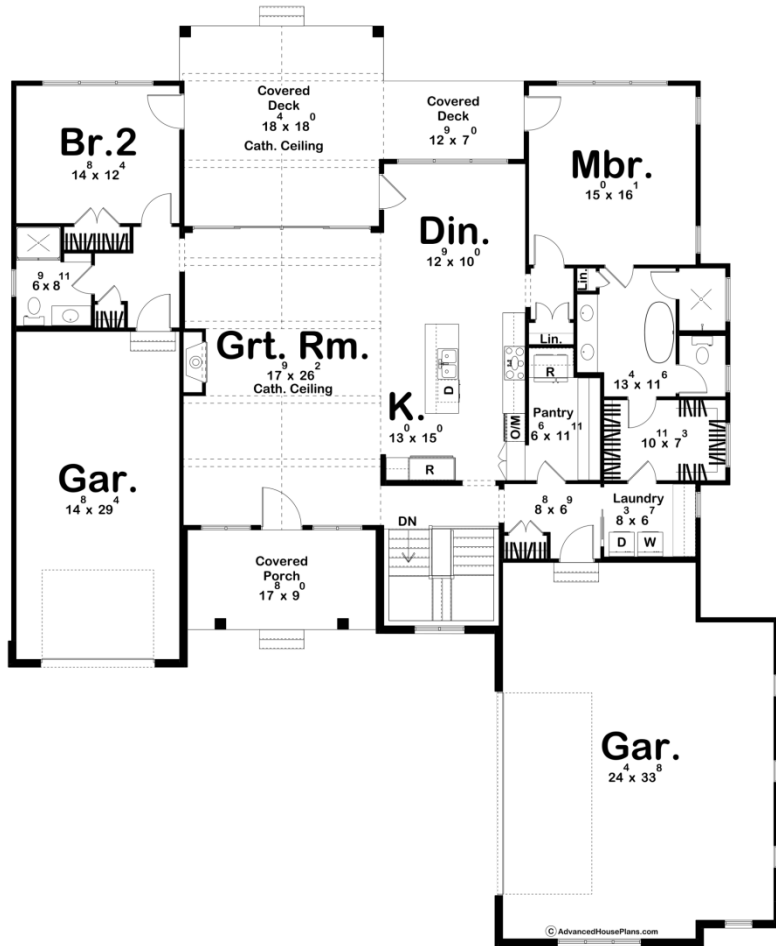 Covered
Deck
18⁴ x 18⁰
Cath. Ceiling
Covered
Deck
12⁹ x 7⁰
Br.2
14⁸ x 12⁴
Mbr.
15⁰ x 16¹
Din.
12⁹ x 10⁰
6⁹ x 8¹¹
Lin.
Lin.
Grt. Rm.
17⁹ x 26²
Cath. Ceiling
R
D
K.
13⁰ x 15⁰
O/M
R
Pantry
6⁶ x 11¹¹
13⁴ x 11⁶
10¹¹ x 7³
Gar.
14⁸ x 29⁴
DN
8⁸ x 6⁹
Laundry
8³ x 6⁷
D
W
Covered
Porch
17⁸ x 9⁰
Gar.
24⁴ x 33⁸
© AdvancedHousePlans.com